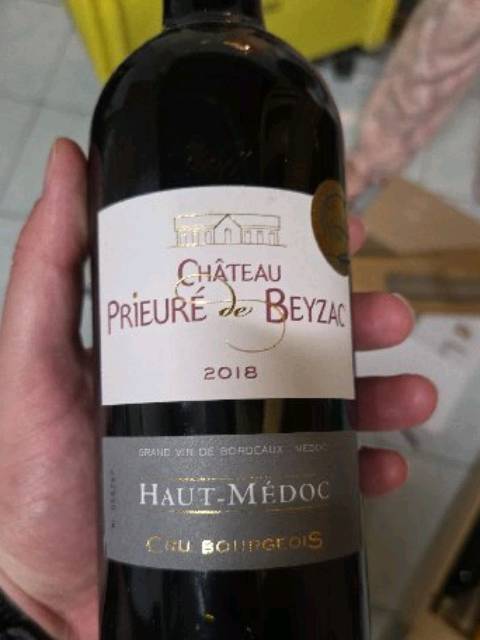 CHÂTEAU
PRIEURÉ de BEYZAC
2018
GRAND VIN DE BORDEAUX - MÉDOC
HAUT-MÉDOC
CRU BOURGEOIS